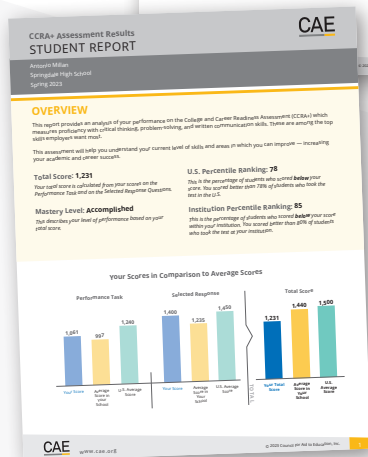 CCRA+ Assessment Results
STUDENT REPORT
CAE
Antonio Milan
Springdale High School
Spring 2023
OVERVIEW
This report provides an analysis of your performance on the College and Career Readiness Assessment (CCRA+) which
measures proficiency with critical thinking, problem-solving, and written communication skills. These are among the top
skills employers want most.
This assessment will help you understand your current level of skills and areas in which you can improve — increasing
your academic and career success.
Total Score: 1,231
Your total score is calculated from your scores on the
Performance Task and on the Selected Response Questions.
Mastery Level: Accomplished
This describes your level of performance based on your
total score.
U.S. Percentile Ranking: 78
This is the percentage of students who scored below your
score. You scored better than 78% of students who took the
test in the U.S.
Institution Percentile Ranking: 85
This is the percentage of students who scored below your score
within your institution. You scored better than 80% of students
who took the test at your institution.
Your Scores in Comparison to Average Scores
Performance Task
Selected Response
Total Score
1,061
997
1,240
1,400
1,235
1,450
1,231
1,440
1,500
Your Score
Average
Score in
your
School
U.S. Average
Score
Your Score
Average
Score in
Your
School
U.S. Average
Score
TOTAL
Your Total
Score
Average
Score in
Your
School
U.S.
Average
Score
CAE
www.cae.org
© 2023 Council for Aid to Education, Inc.